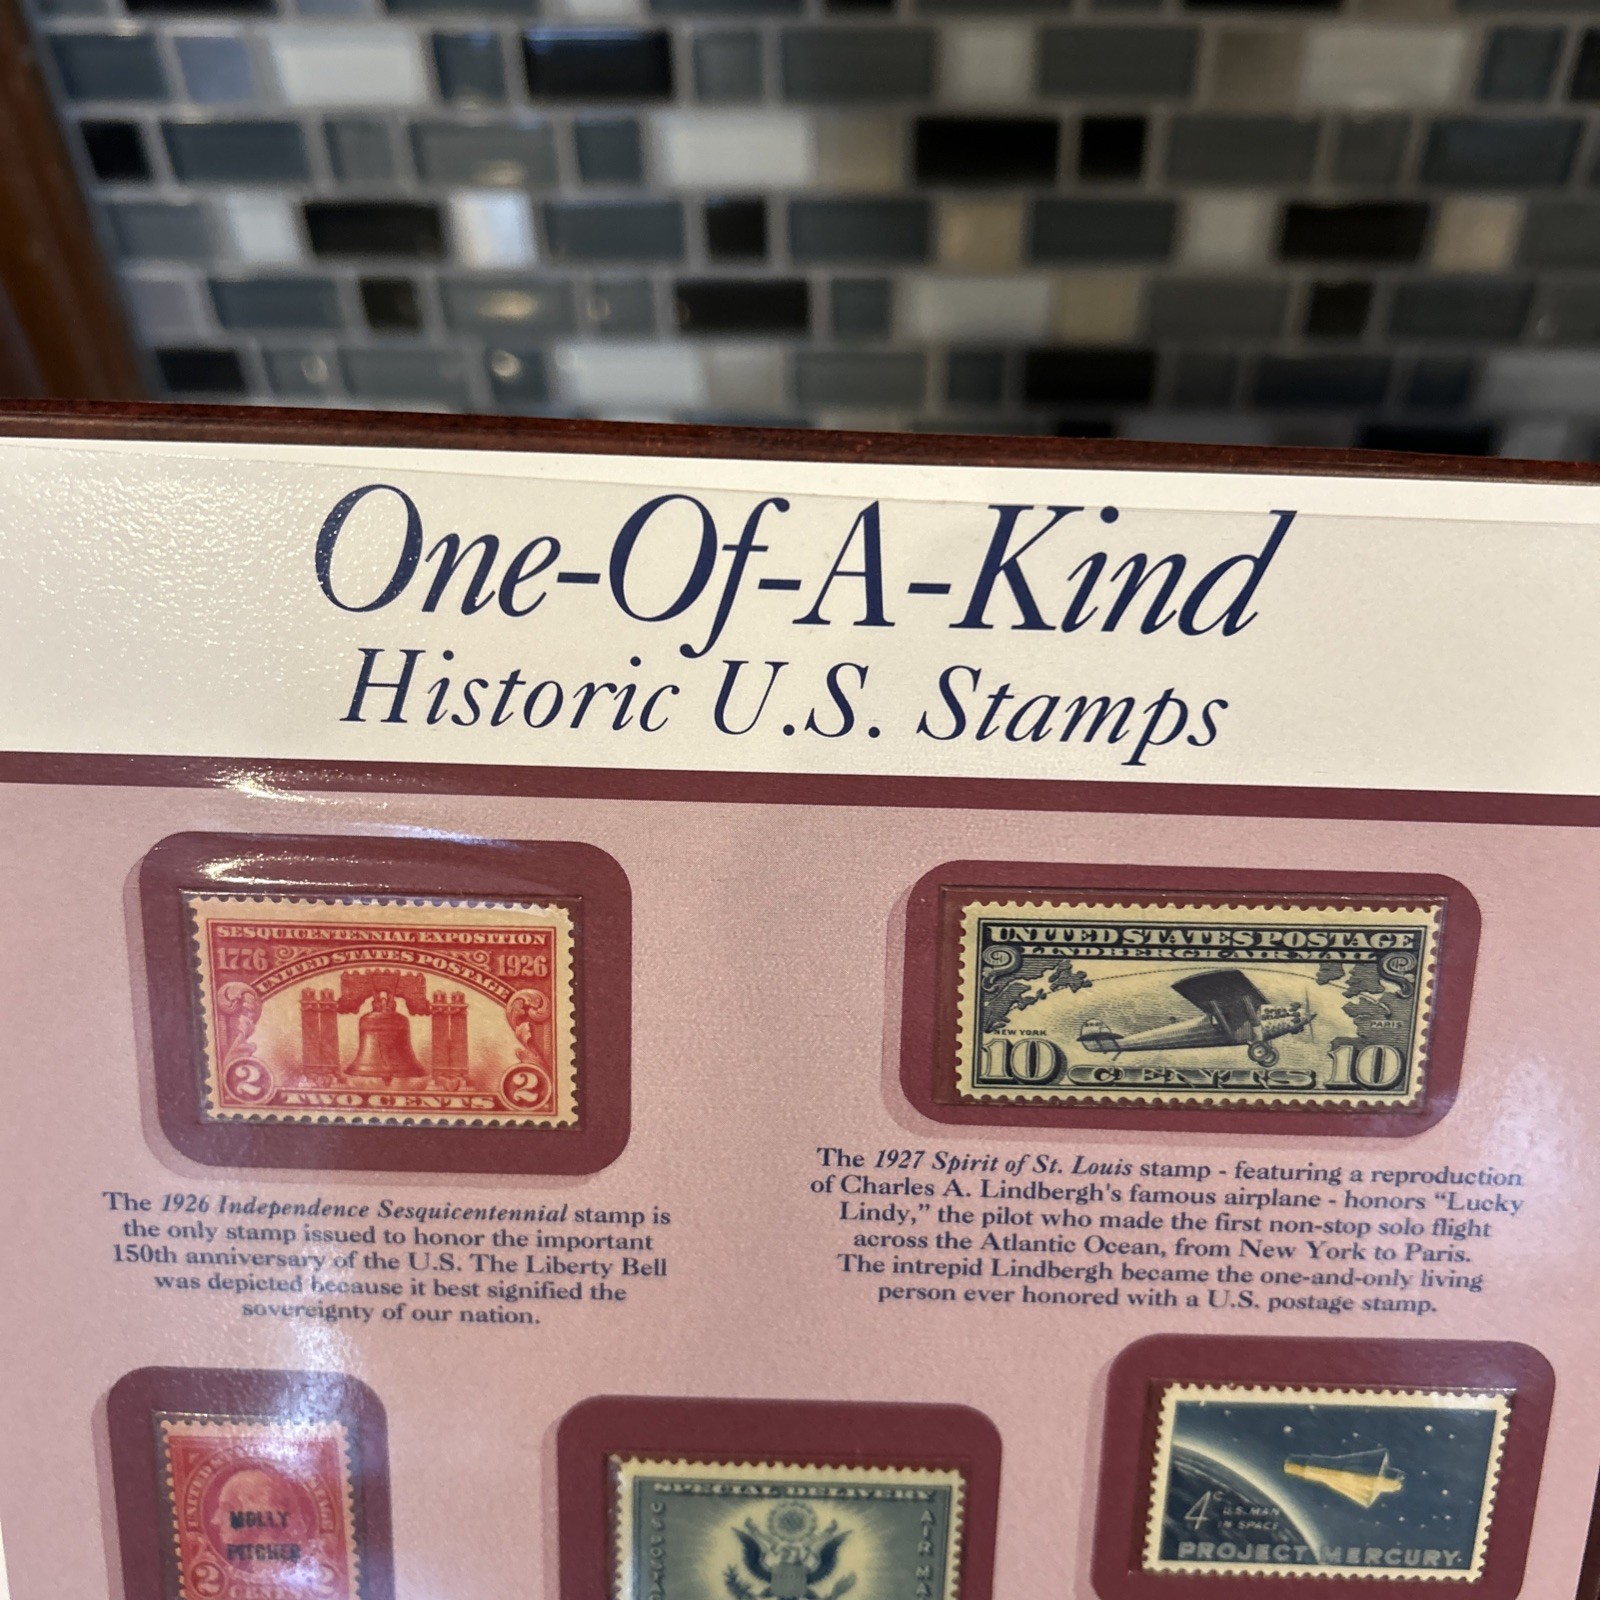 One-Of-A-Kind
Historic U.S. Stamps
SESQUICENTENNIAL EXPOSITION
1776 1926
UNITED STATES POSTAGE
2 2
TWO CENTS
UNITED STATES POSTAGE
LINDBERGH AIR MAIL
NEW YORK PARIS
10 10
CENTS
The 1926 Independence Sesquicentennial stamp is
the only stamp issued to honor the important
150th anniversary of the U.S. The Liberty Bell
was depicted because it best signified the
sovereignty of our nation.
The 1927 Spirit of St. Louis stamp - featuring a reproduction
of Charles A. Lindbergh's famous airplane - honors “Lucky
Lindy,” the pilot who made the first non-stop solo flight
across the Atlantic Ocean, from New York to Paris.
The intrepid Lindbergh became the one-and-only living
person ever honored with a U.S. postage stamp.
MOLLY
PITCHER
2 2
CENTS
SPECIAL DELIVERY
AIR MAIL
4c U.S. MAN
IN SPACE
PROJECT MERCURY